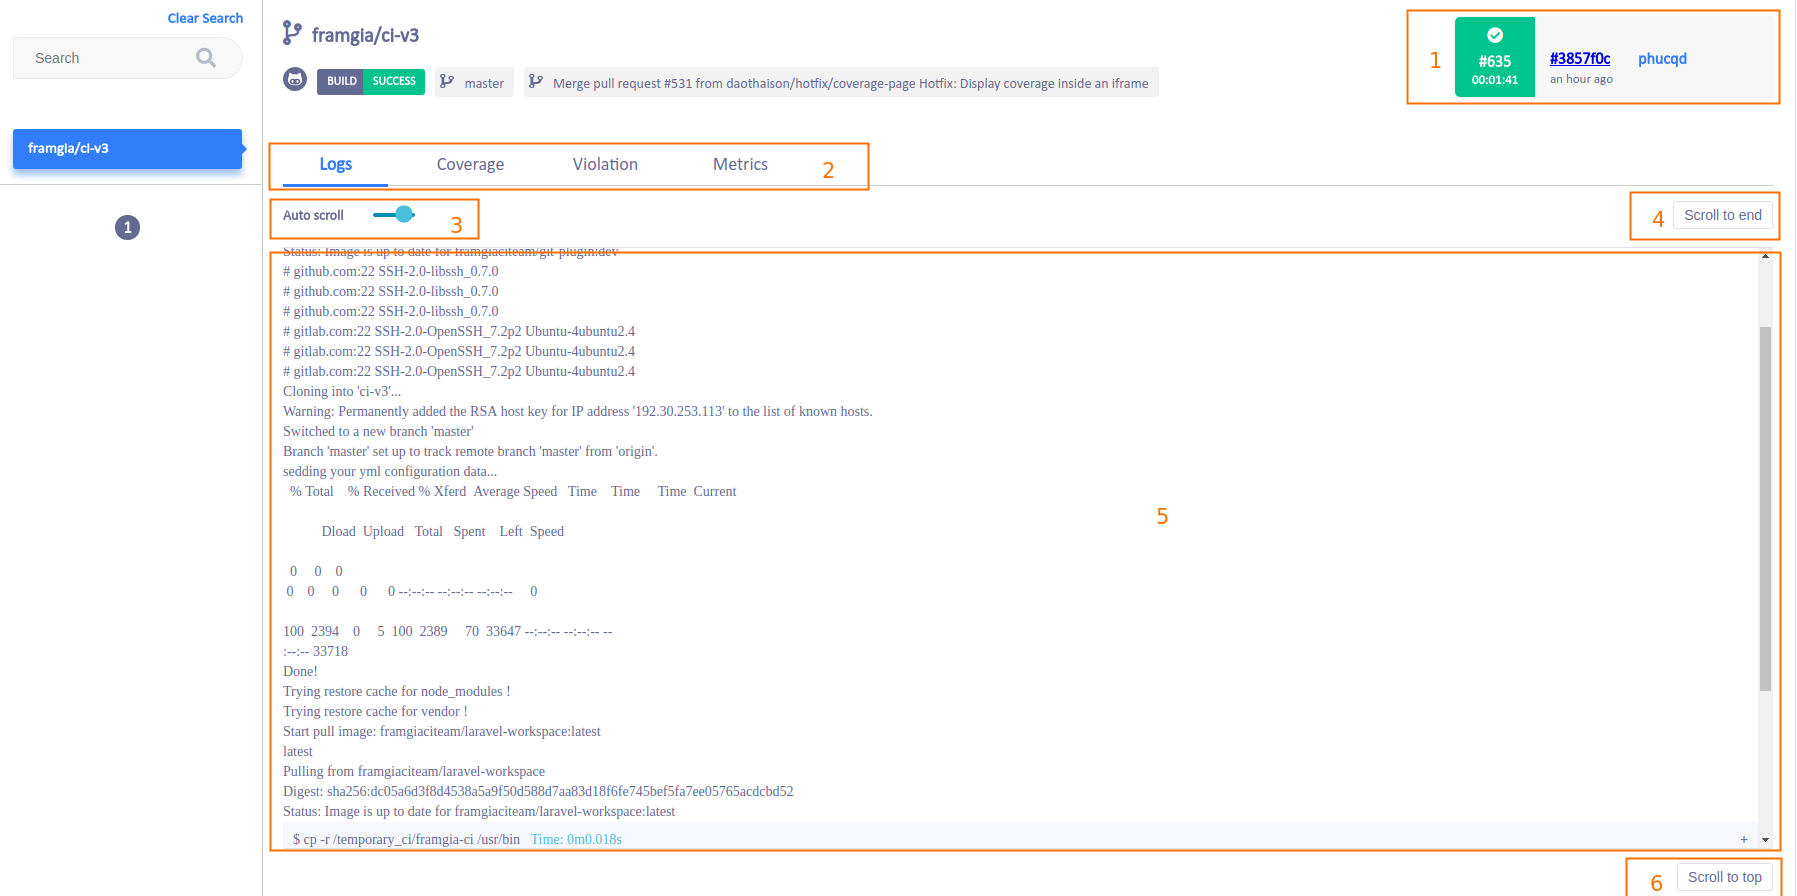 Clear Search
Search
framgia/ci-v3
1
framgia/ci-v3
BUILD SUCCESS
master
Merge pull request #531 from daothaison/hotfix/coverage-page Hotfix: Display coverage inside an iframe
1
#635
00:01:41
#3857f0c
phucqd
an hour ago
Logs
Coverage
Violation
Metrics
2
Auto scroll
3
4
Scroll to end
Status: Image is up to date for framgiaciteam/git-plugin:dev
# github.com:22 SSH-2.0-libssh_0.7.0
# github.com:22 SSH-2.0-libssh_0.7.0
# github.com:22 SSH-2.0-libssh_0.7.0
# gitlab.com:22 SSH-2.0-OpenSSH_7.2p2 Ubuntu-4ubuntu2.4
# gitlab.com:22 SSH-2.0-OpenSSH_7.2p2 Ubuntu-4ubuntu2.4
# gitlab.com:22 SSH-2.0-OpenSSH_7.2p2 Ubuntu-4ubuntu2.4
Cloning into 'ci-v3'...
Warning: Permanently added the RSA host key for IP address '192.30.253.113' to the list of known hosts.
Switched to a new branch 'master'
Branch 'master' set up to track remote branch 'master' from 'origin'.
sedding your yml configuration data...
% Total % Received % Xferd Average Speed Time Time Time Current
Dload Upload Total Spent Left Speed
0 0 0
0 0 0 0 0 --:--:-- --:--:-- --:--:-- 0
100 2394 0 5 100 2389 70 33647 --:--:-- --:--:-- --
:--:-- 33718
Done!
Trying restore cache for node_modules !
Trying restore cache for vendor !
Start pull image: framgiaciteam/laravel-workspace:latest
latest
Pulling from framgiaciteam/laravel-workspace
Digest: sha256:dc05a6d3f8d4538a5a9f50d588d7aa83d18f6fe745bef5fa7ee05765acdcbd52
Status: Image is up to date for framgiaciteam/laravel-workspace:latest
$ cp -r /temporary_ci/framgia-ci /usr/bin Time: 0m0.018s +
5
6
Scroll to top